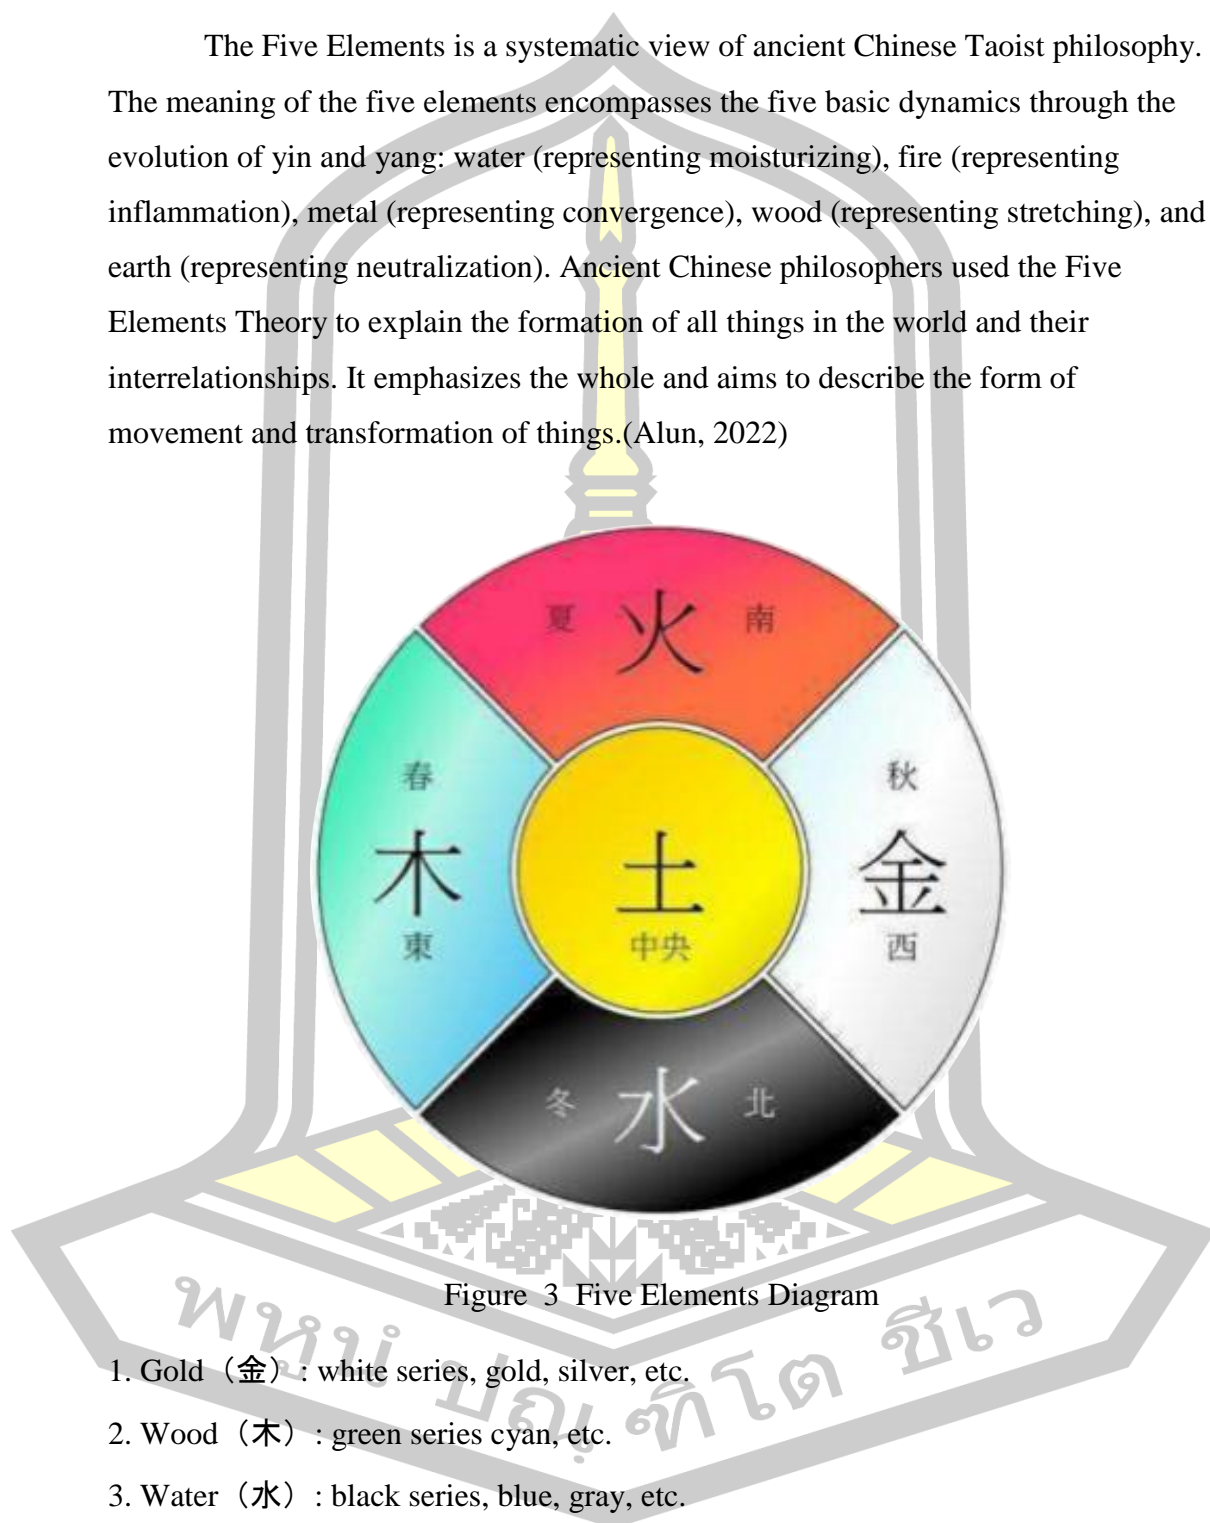 The Five Elements is a systematic view of ancient Chinese Taoist philosophy.
The meaning of the five elements encompasses the five basic dynamics through the
evolution of yin and yang: water (representing moisturizing), fire (representing
inflammation), metal (representing convergence), wood (representing stretching), and
earth (representing neutralization). Ancient Chinese philosophers used the Five
Elements Theory to explain the formation of all things in the world and their
interrelationships. It emphasizes the whole and aims to describe the form of
movement and transformation of things.(Alun, 2022)
夏 火 南
春
木
東
土
中央
秋
金
西
冬 水 北
Figure 3 Five Elements Diagram
พหูนํ ปญฺฑิโต ชีเว
1. Gold（金）: white series, gold, silver, etc.
2. Wood（木）: green series cyan, etc.
3. Water（水）: black series, blue, gray, etc.